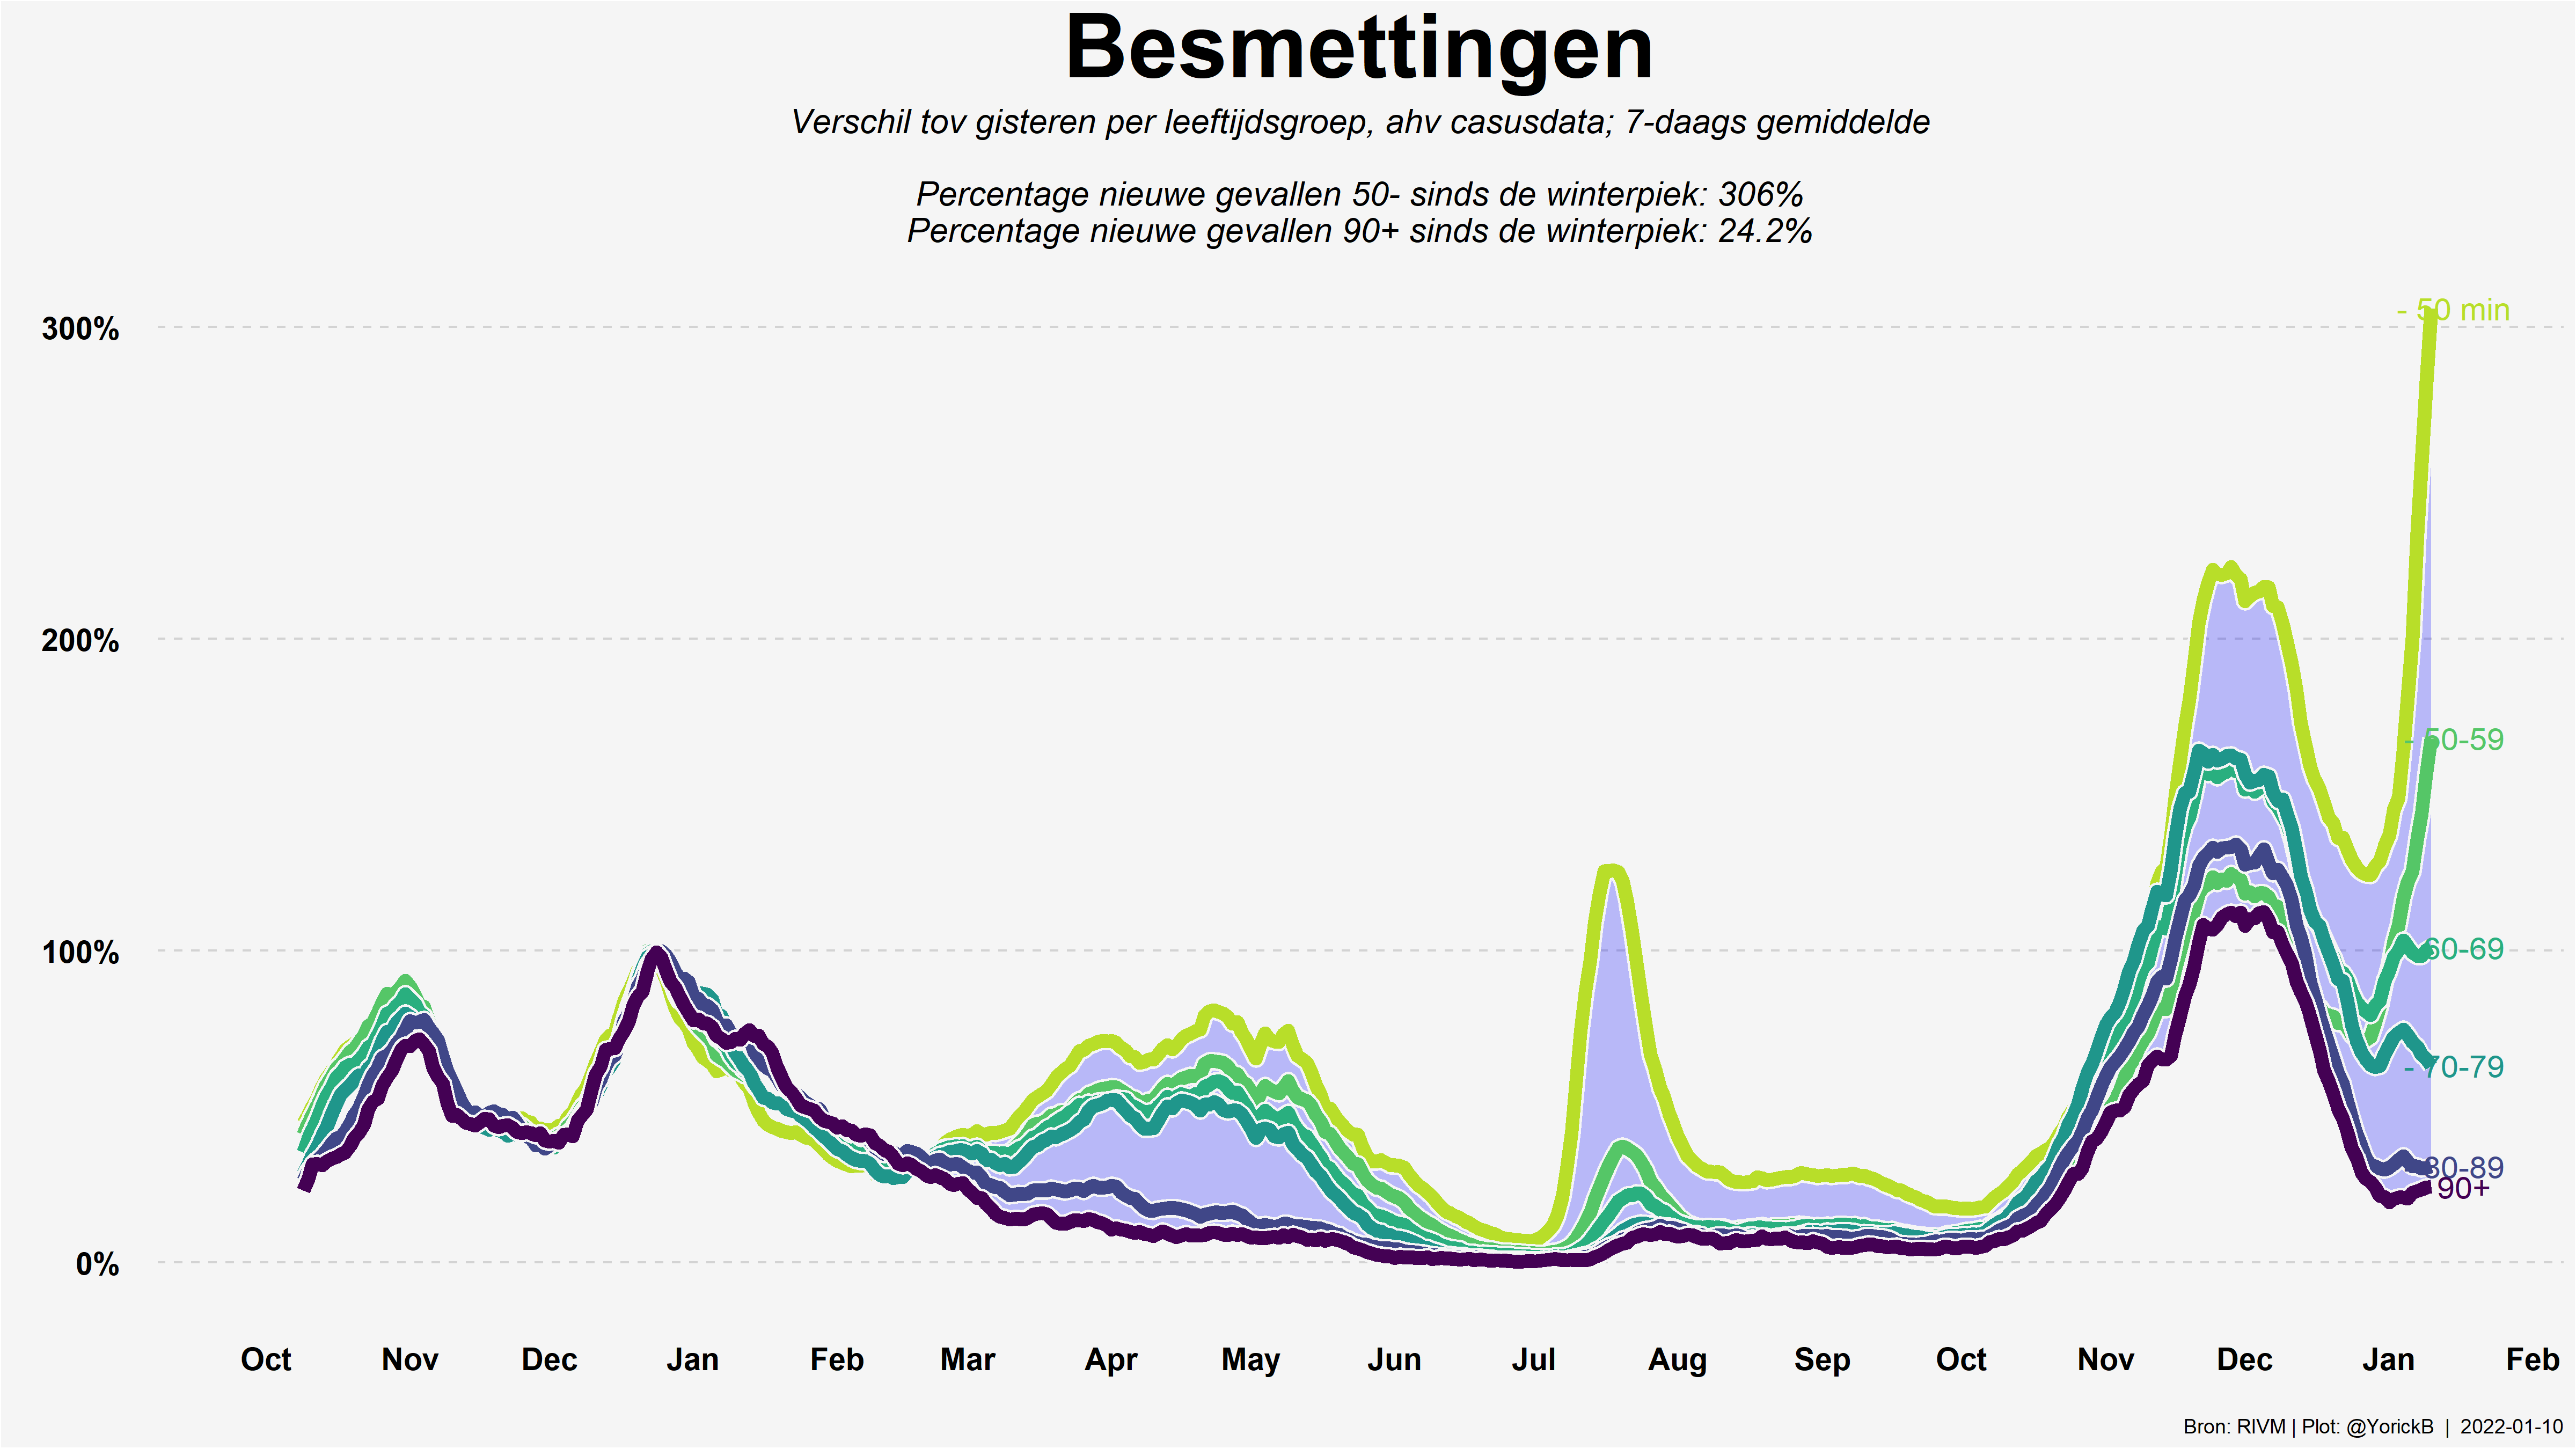 Besmettingen
Verschil tov gisteren per leeftijdsgroep, ahv casusdata; 7-daags gemiddelde
Percentage nieuwe gevallen 50- sinds de winterpiek: 306%
Percentage nieuwe gevallen 90+ sinds de winterpiek: 24.2%
300%
200%
100%
0%
- 50 min
- 50-59
60-69
- 70-79
80-89
90+
Oct Nov Dec Jan Feb Mar Apr May Jun Jul Aug Sep Oct Nov Dec Jan Feb
Bron: RIVM | Plot: @YorickB | 2022-01-10